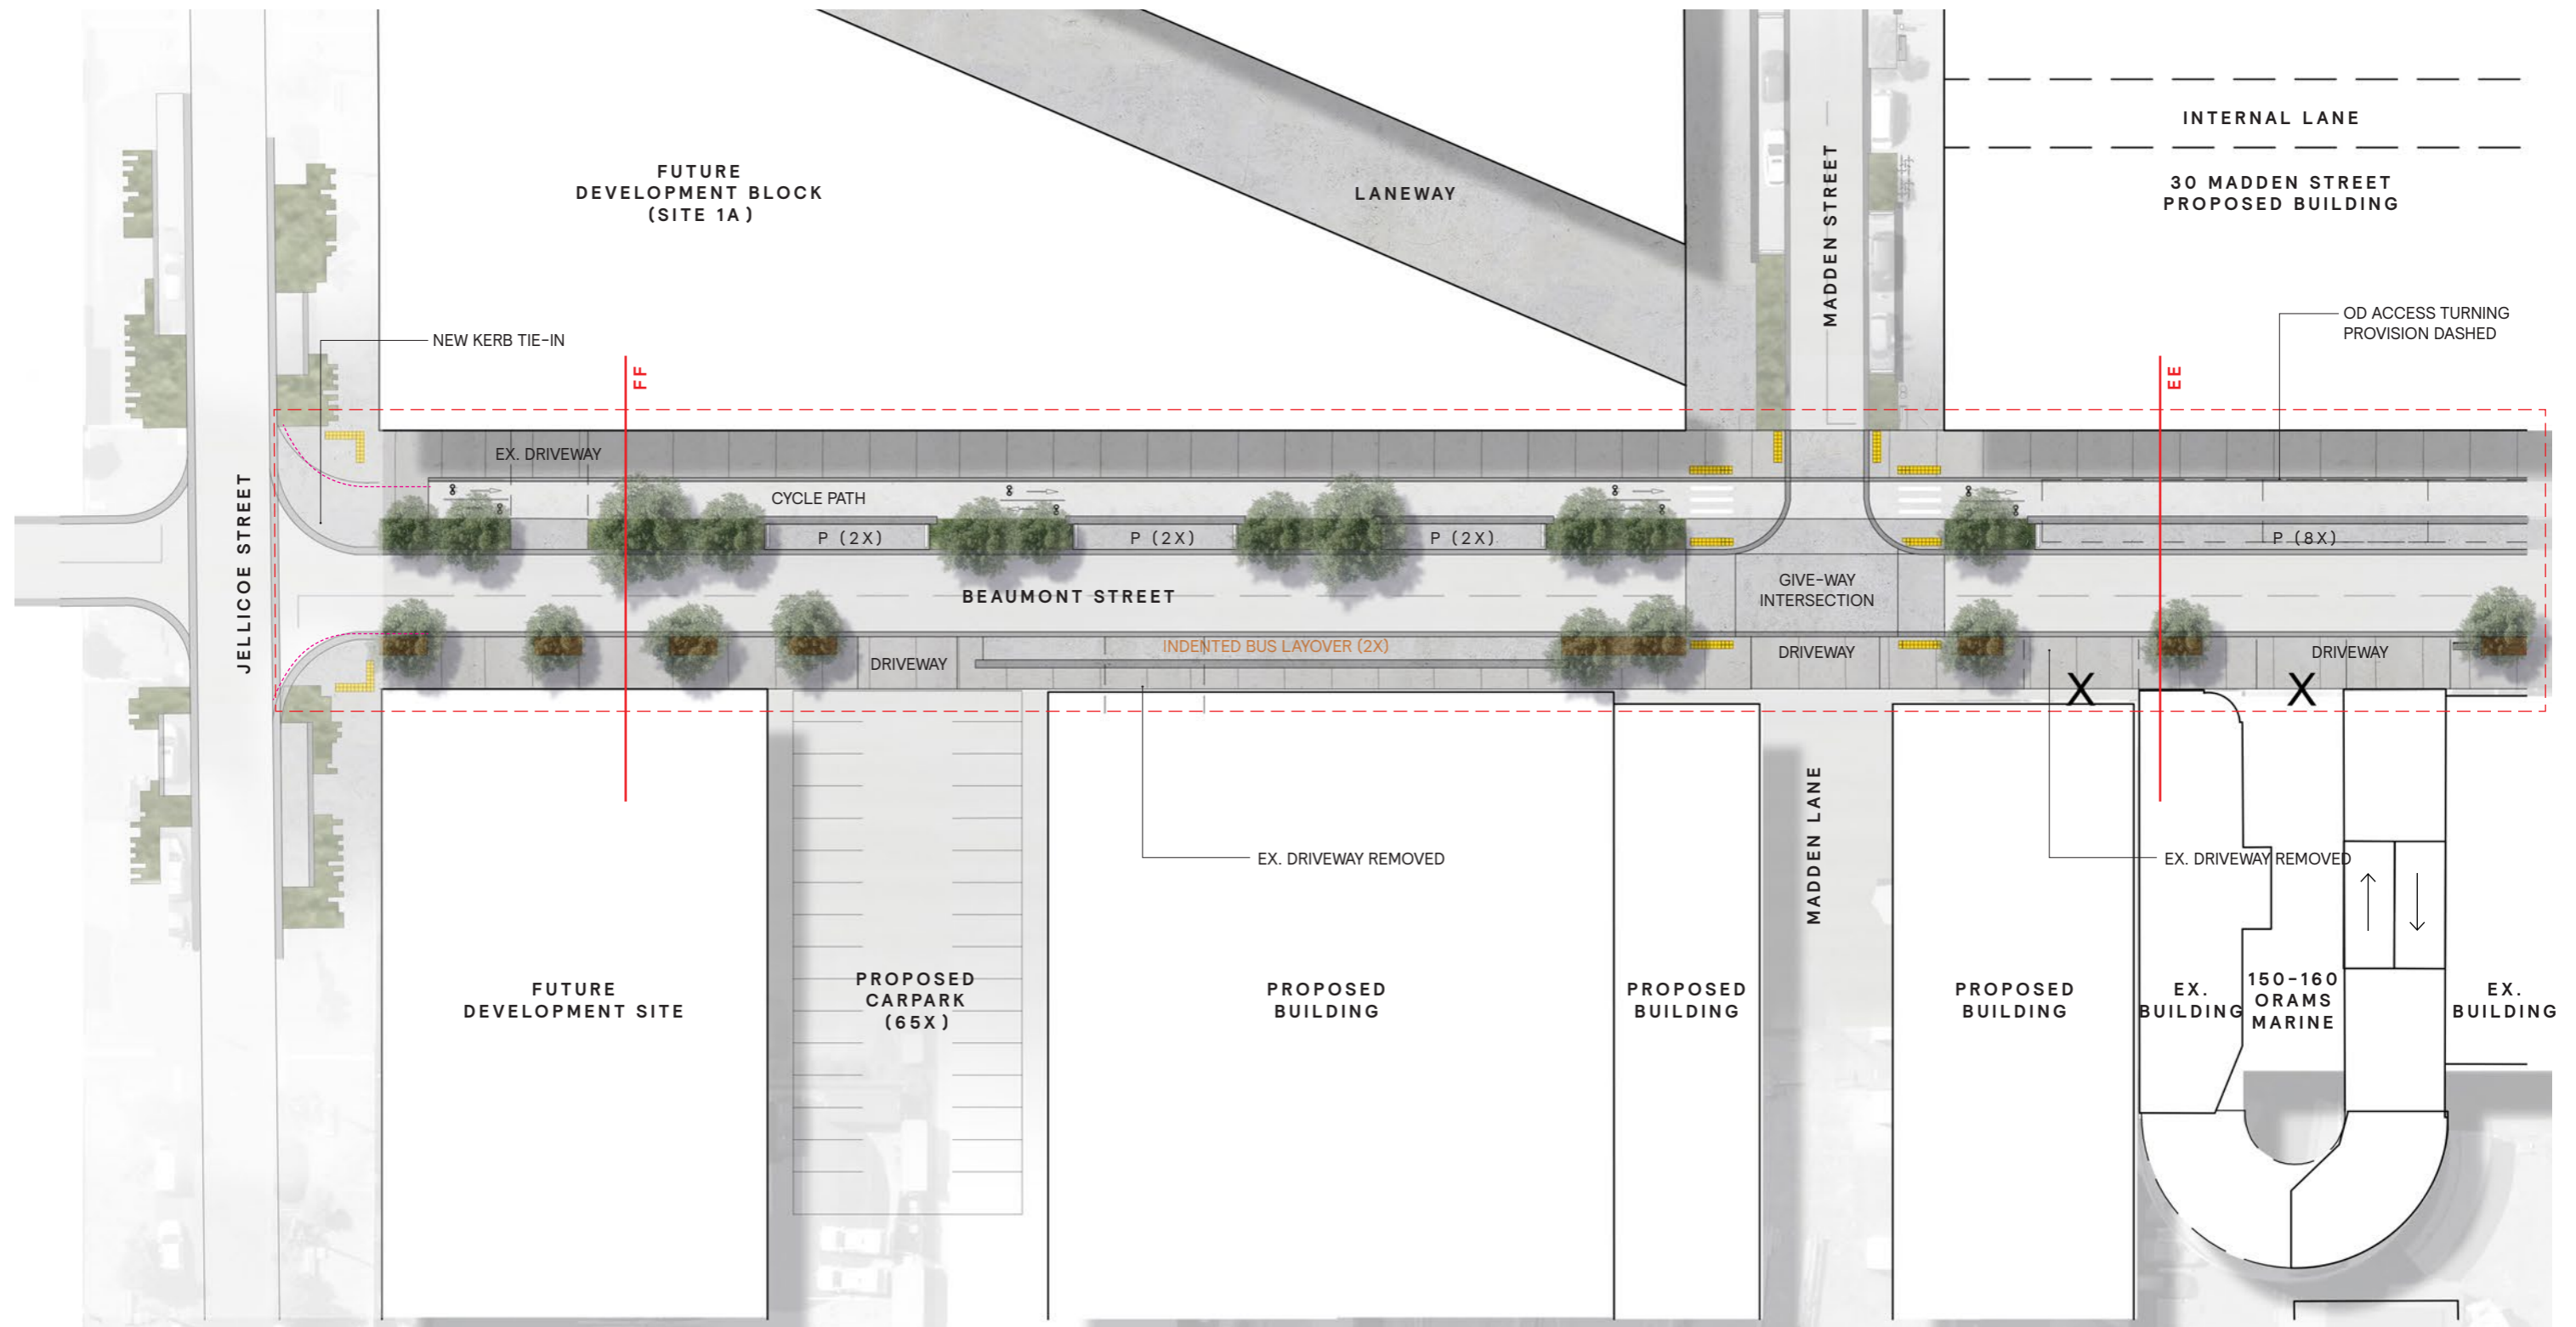 INTERNAL LANE
30 MADDEN STREET
PROPOSED BUILDING
FUTURE
DEVELOPMENT BLOCK
(SITE 1A)
LANEWAY
MADDEN STREET
OD ACCESS TURNING
PROVISION DASHED
NEW KERB TIE-IN
FF
EE
EX. DRIVEWAY
CYCLE PATH
P (2X)
P (2X)
P (2X)
P (8X)
JELLICOE STREET
BEAUMONT STREET
GIVE-WAY
INTERSECTION
INDENTED BUS LAYOVER (2X)
DRIVEWAY
DRIVEWAY
DRIVEWAY
X
X
MADDEN LANE
EX. DRIVEWAY REMOVED
EX. DRIVEWAY REMOVED
FUTURE
DEVELOPMENT SITE
PROPOSED
CARPARK
(65X)
PROPOSED
BUILDING
PROPOSED
BUILDING
PROPOSED
BUILDING
EX.
BUILDING
150-160
ORAMS
MARINE
EX.
BUILDING